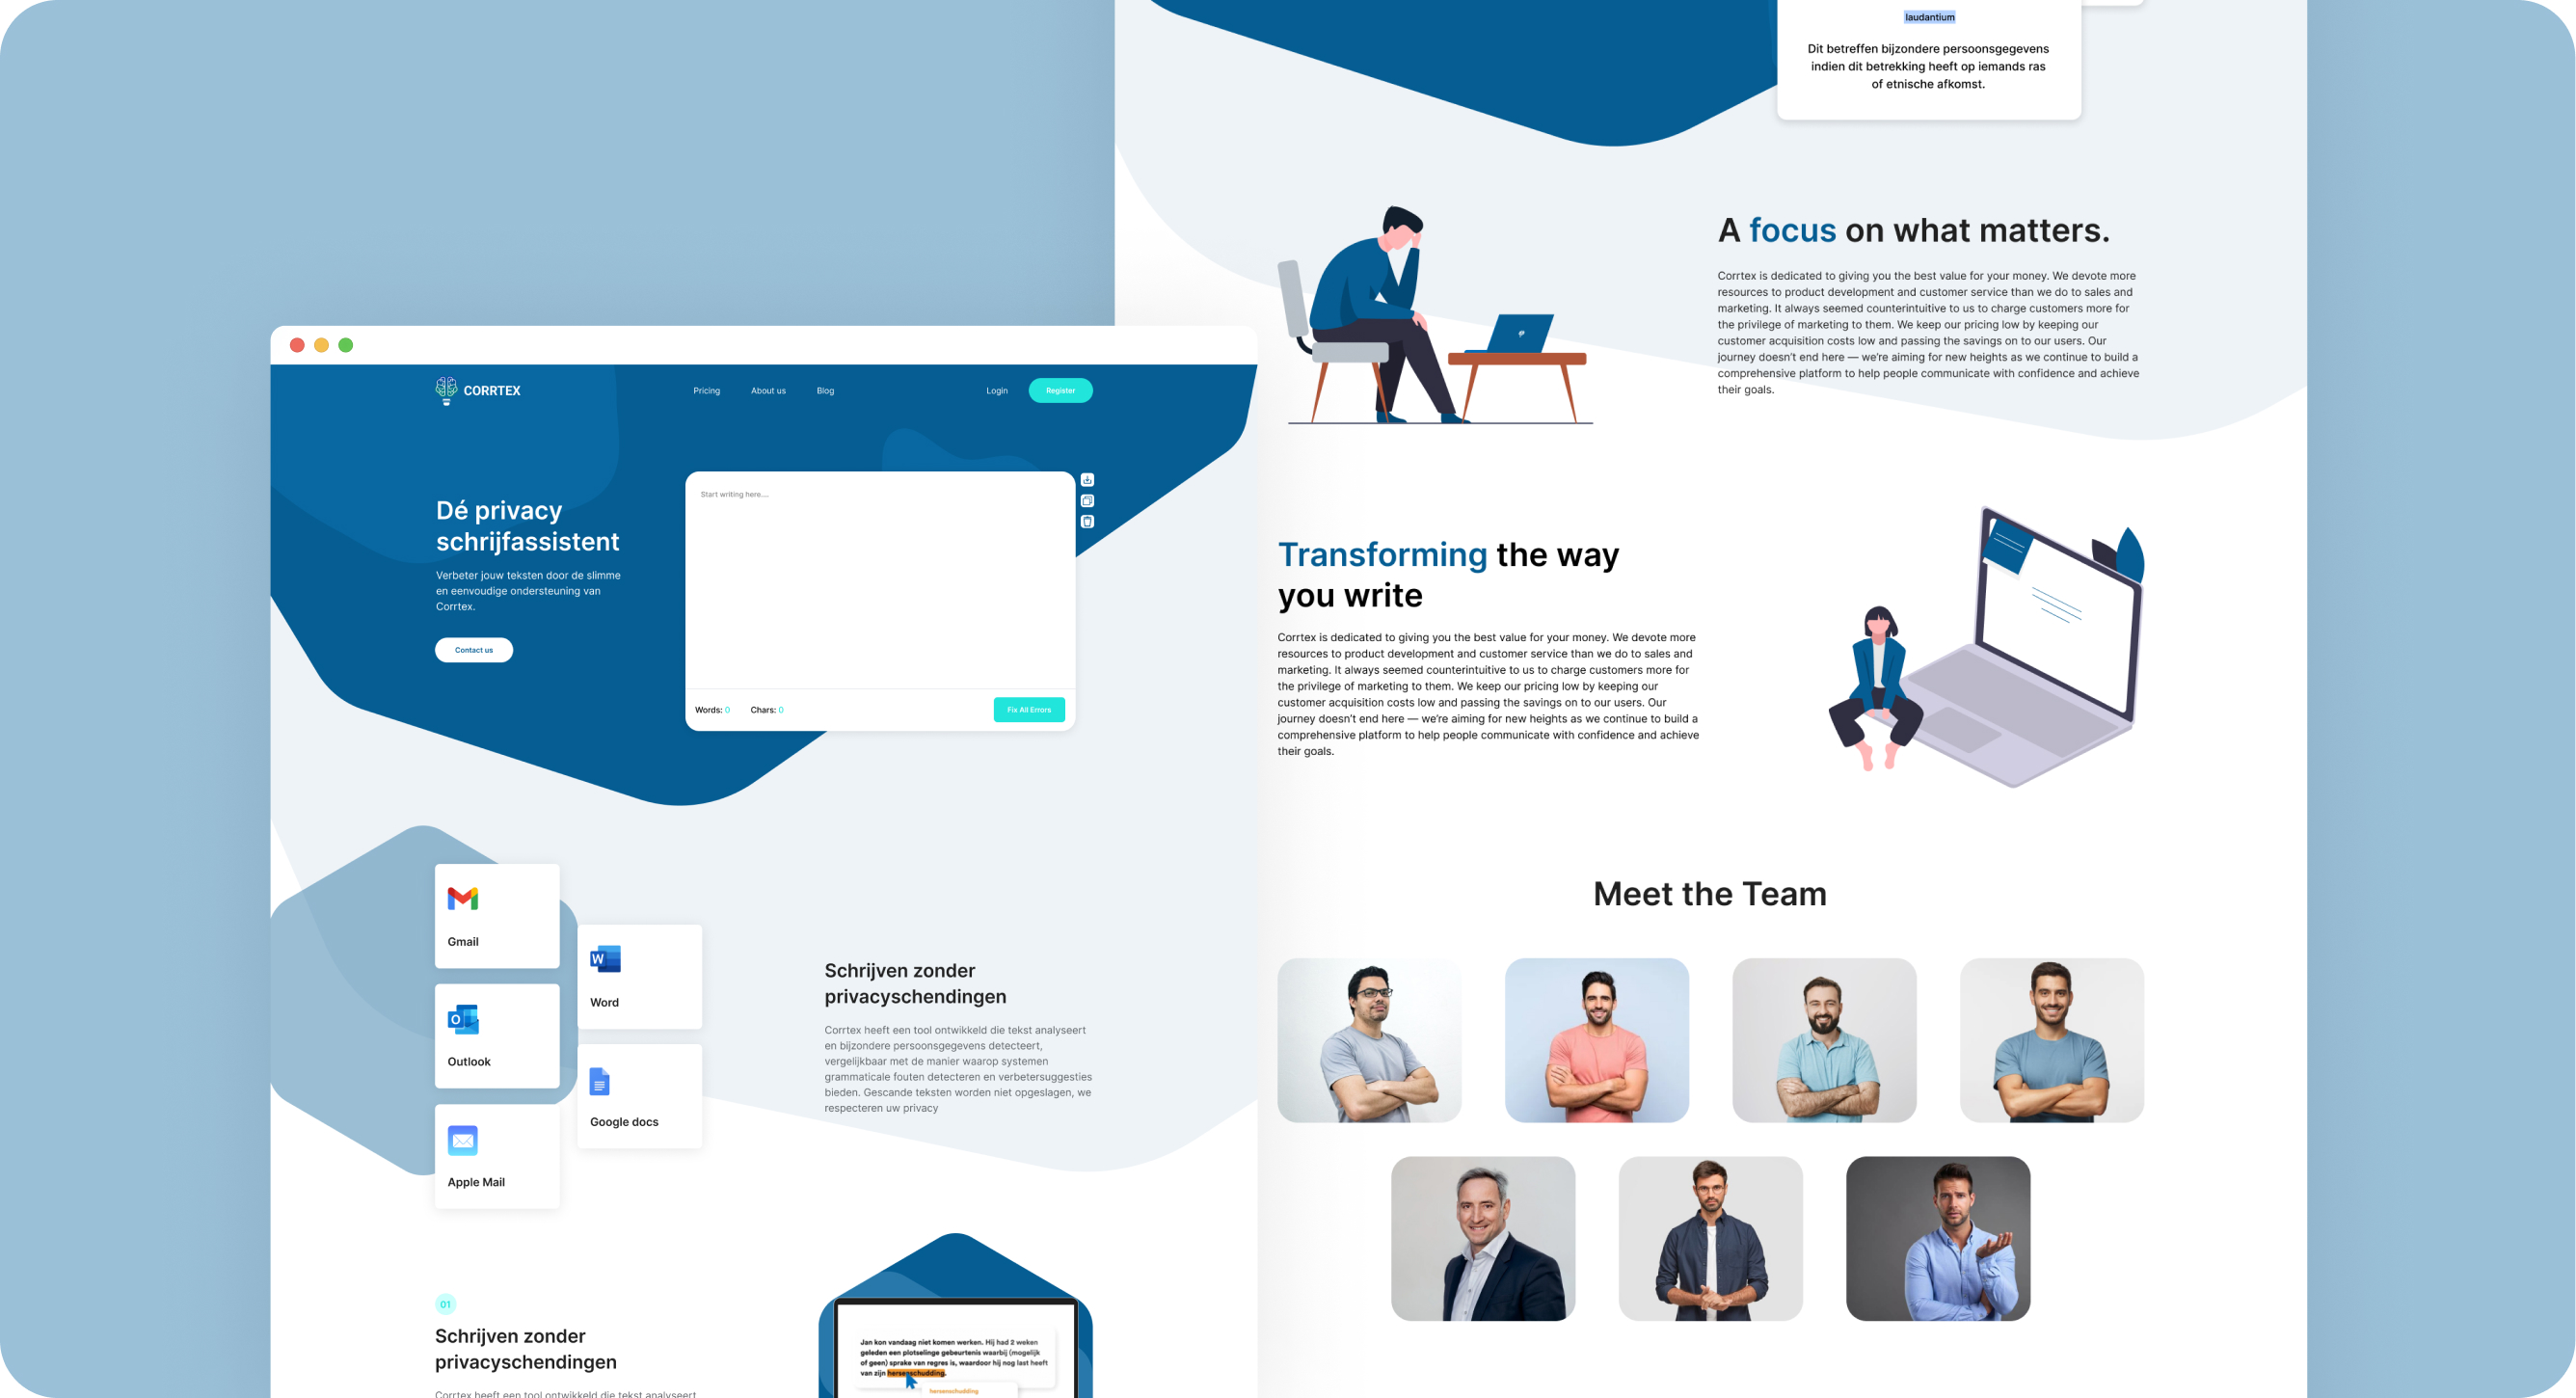 CORRTEX
Pricing
About us
Blog
Login
Register
Dé privacy
schrijfassistent
Verbeter jouw teksten door de slimme
en eenvoudige ondersteuning van
Corrtex.
Contact us
Start writing here....
Words: 0
Chars: 0
Fix All Errors
Gmail
Outlook
Apple Mail
Word
Google docs
Schrijven zonder
privacyschendingen
Corrtex heeft een tool ontwikkeld die tekst analyseert
en bijzondere persoonsgegevens detecteert,
vergelijkbaar met de manier waarop systemen
grammaticale fouten detecteren en verbetersuggesties
bieden. Gescande teksten worden niet opgeslagen, we
respecteren uw privacy
01
Schrijven zonder
privacyschendingen
Corrtex heeft een tool ontwikkeld die tekst analyseert
Jan kon vandaag niet komen werken. Hij had 2 weken
geleden een plotselinge gebeurtenis waarbij (mogelijk
of geen) sprake van regres is, waardoor hij nog last heeft
van zijn hersenschudding.
hersenschudding
laudantium
Dit betreffen bijzondere persoonsgegevens
indien dit betrekking heeft op iemands ras
of etnische afkomst.
A focus on what matters.
Corrtex is dedicated to giving you the best value for your money. We devote more
resources to product development and customer service than we do to sales and
marketing. It always seemed counterintuitive to us to charge customers more for
the privilege of marketing to them. We keep our pricing low by keeping our
customer acquisition costs low and passing the savings on to our users. Our
journey doesn't end here — we're aiming for new heights as we continue to build a
comprehensive platform to help people communicate with confidence and achieve
their goals.
Transforming the way
you write
Corrtex is dedicated to giving you the best value for your money. We devote more
resources to product development and customer service than we do to sales and
marketing. It always seemed counterintuitive to us to charge customers more for
the privilege of marketing to them. We keep our pricing low by keeping our
customer acquisition costs low and passing the savings on to our users. Our
journey doesn't end here — we're aiming for new heights as we continue to build a
comprehensive platform to help people communicate with confidence and achieve
their goals.
Meet the Team